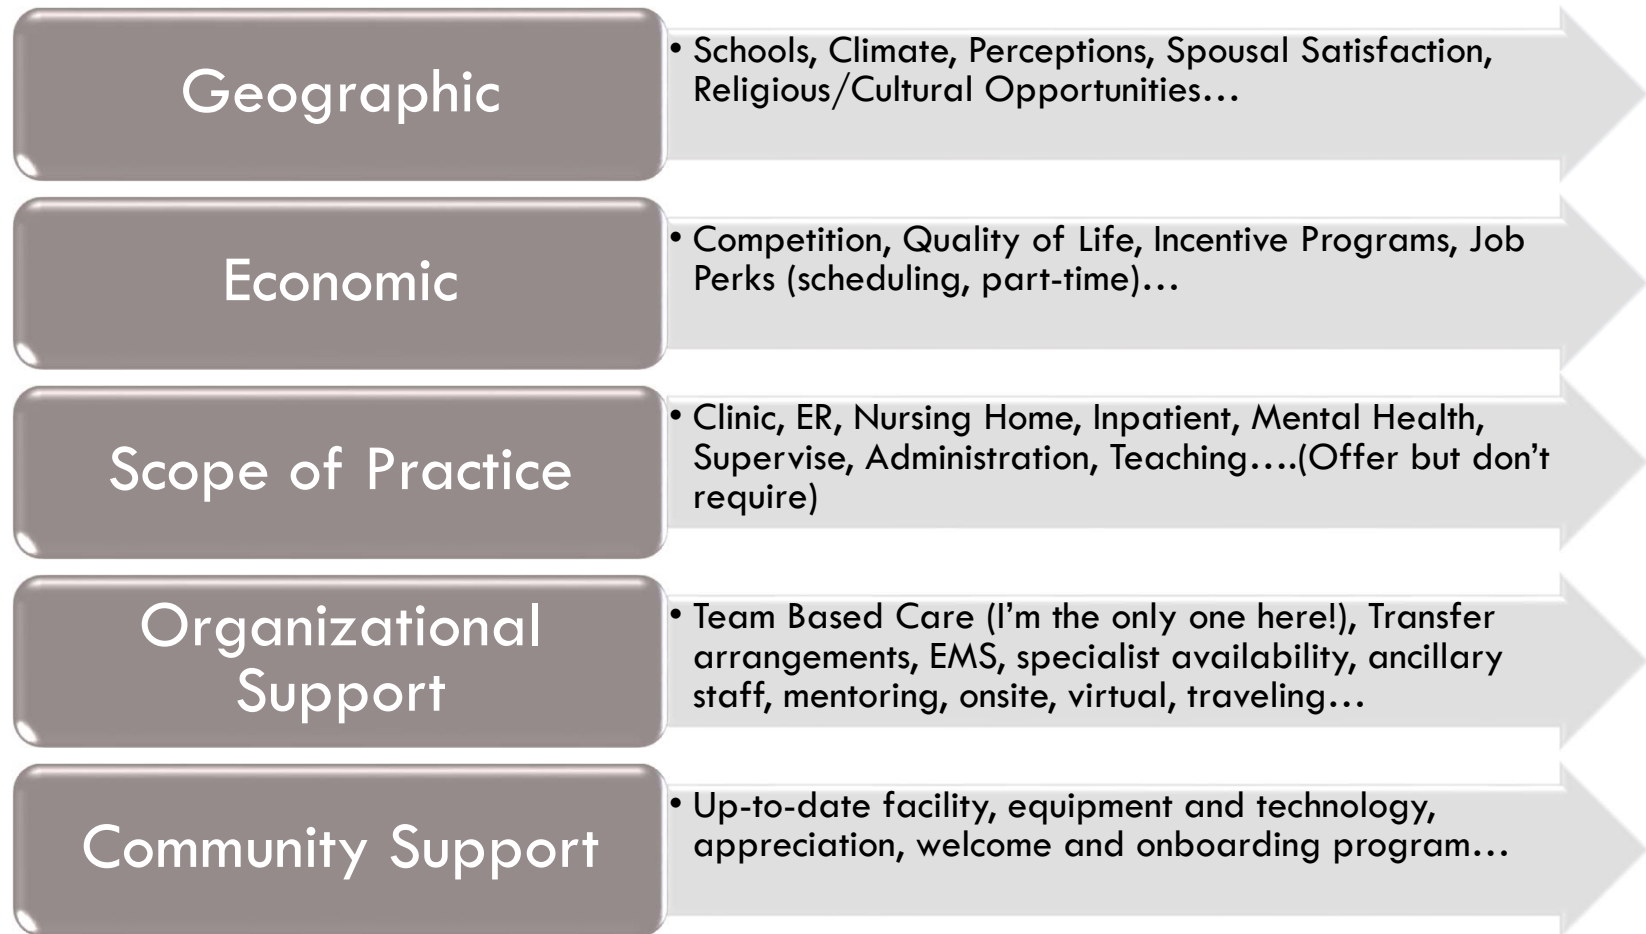 Geographic
• Schools, Climate, Perceptions, Spousal Satisfaction,
Religious/Cultural Opportunities…
Economic
• Competition, Quality of Life, Incentive Programs, Job
Perks (scheduling, part-time)…
Scope of Practice
• Clinic, ER, Nursing Home, Inpatient, Mental Health,
Supervise, Administration, Teaching….(Offer but don’t
require)
Organizational
Support
• Team Based Care (I’m the only one here!), Transfer
arrangements, EMS, specialist availability, ancillary
staff, mentoring, onsite, virtual, traveling…
Community Support
• Up-to-date facility, equipment and technology,
appreciation, welcome and onboarding program…